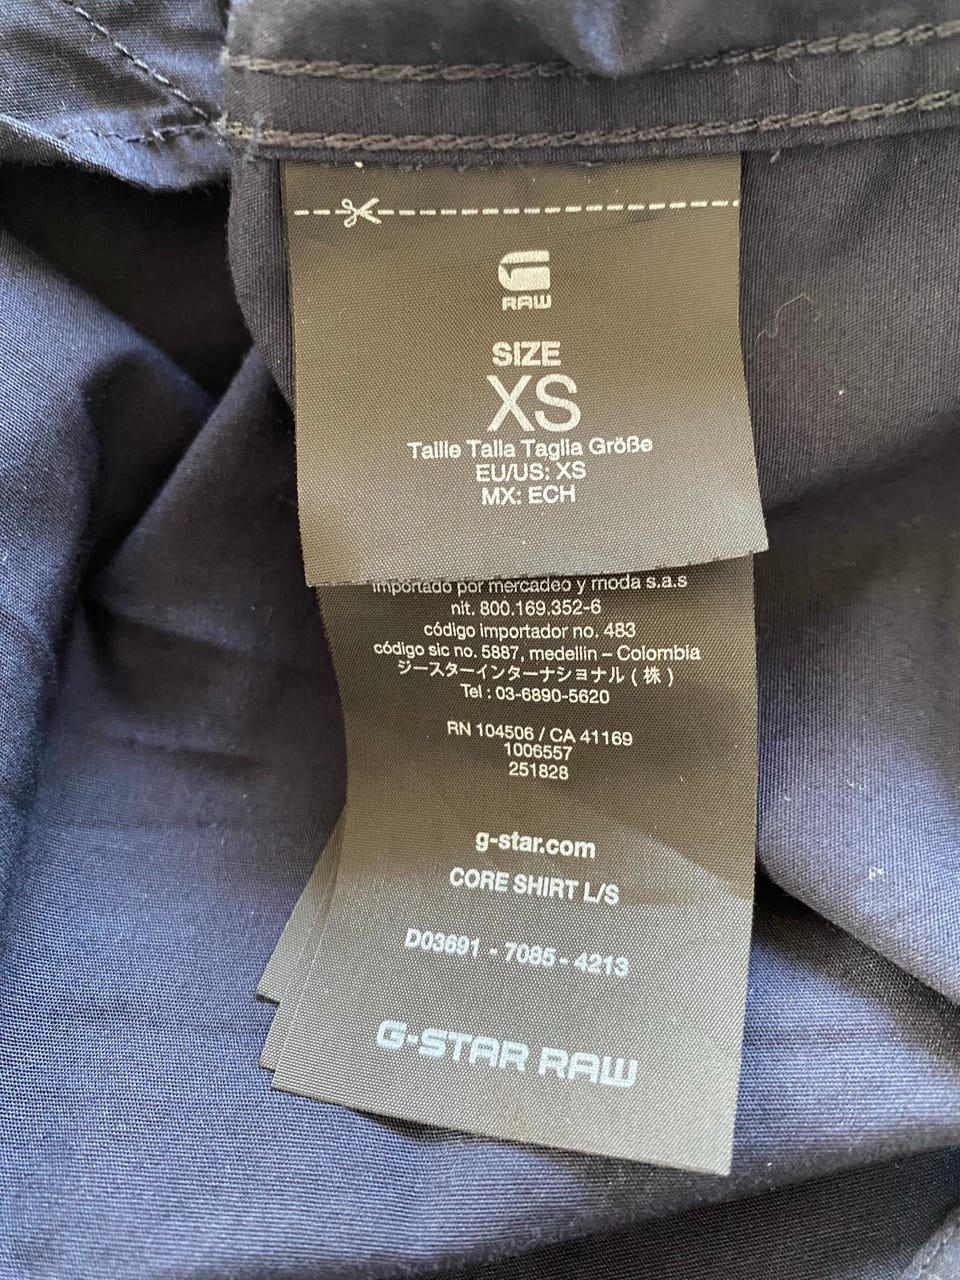 RAW
SIZE
XS
Taille Talla Taglia Größe
EU/US: XS
MX: ECH
importado por mercadeo y moda s.a.s
nit. 800.169.352-6
código importador no. 483
código sic no. 5887, medellin – Colombia
ジースターインターナショナル ( 株 )
Tel : 03-6890-5620
RN 104506 / CA 41169
1006557
251828
g-star.com
CORE SHIRT L/S
D03691 - 7085 - 4213
G-STAR RAW